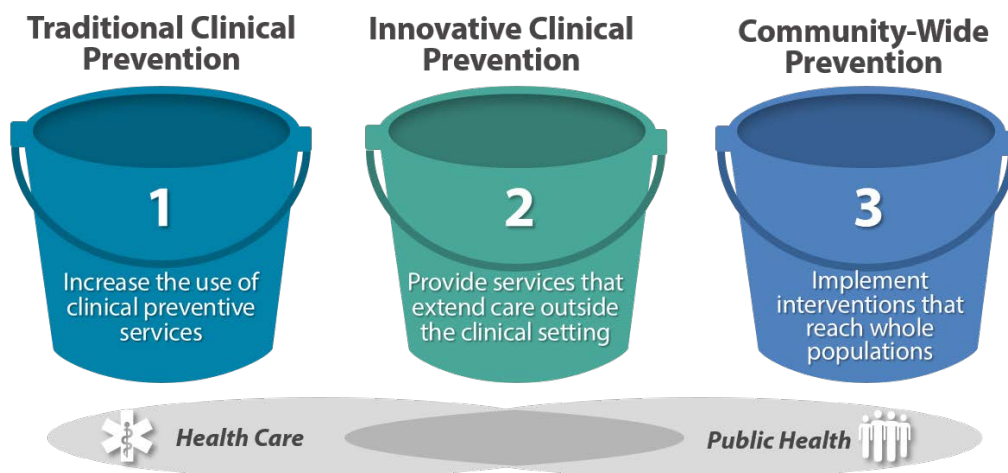 Traditional Clinical
Prevention
1
Increase the use of
clinical preventive
services
Innovative Clinical
Prevention
2
Provide services that
extend care outside
the clinical setting
Community-Wide
Prevention
3
Implement
interventions that
reach whole
populations
Health Care
Public Health